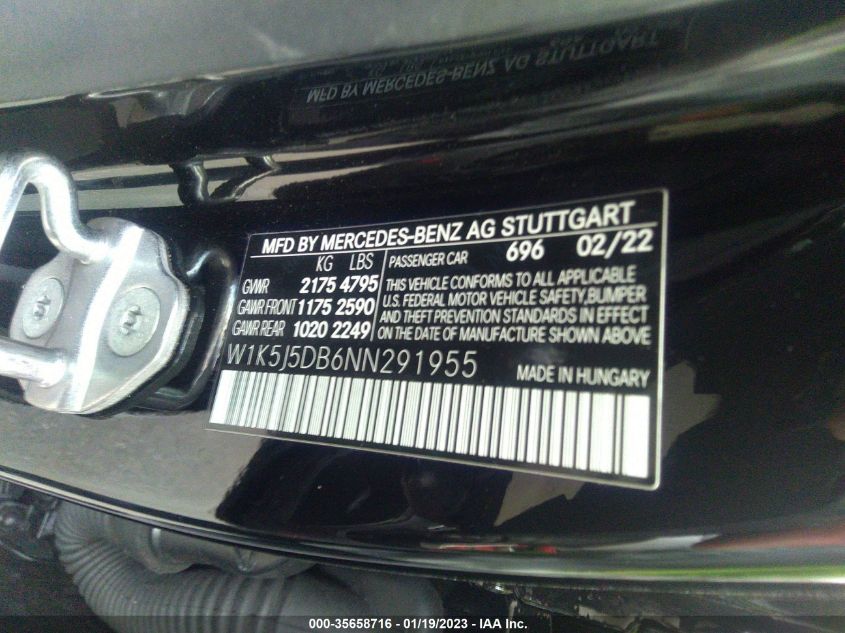 MFD BY MERCEDES-BENZ AG STUTTGART
MFD BY MERCEDES-BENZ AG STUTTGART
KG LBS PASSENGER CAR 696 02/22
GVWR 2175 4795 THIS VEHICLE CONFORMS TO ALL APPLICABLE
GAWR FRONT 1175 2590 U.S. FEDERAL MOTOR VEHICLE SAFETY, BUMPER
GAWR REAR 1020 2249 AND THEFT PREVENTION STANDARDS IN EFFECT
ON THE DATE OF MANUFACTURE SHOWN ABOVE
W1K5J5DB6NN291955 MADE IN HUNGARY
000-35658716 - 01/19/2023 - IAA Inc.